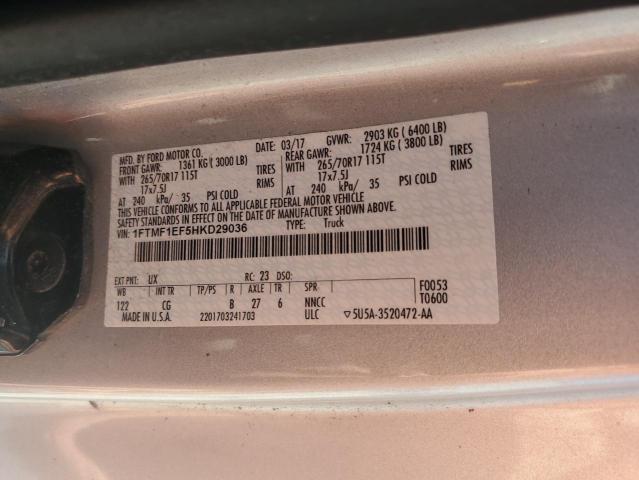 MFD. BY FORD MOTOR CO. DATE: 03/17 GVWR: 2903 KG ( 6400 LB)
FRONT GAWR: 1361 KG ( 3000 LB) REAR GAWR: 1724 KG ( 3800 LB)
WITH 265/70R17 115T TIRES WITH 265/70R17 115T TIRES
17x7.5J RIMS 17x7.5J RIMS
AT 240 kPa/ 35 PSI COLD AT 240 kPa/ 35 PSI COLD
THIS VEHICLE CONFORMS TO ALL APPLICABLE FEDERAL MOTOR VEHICLE
SAFETY STANDARDS IN EFFECT ON THE DATE OF MANUFACTURE SHOWN ABOVE.
VIN: 1FTMF1EF5HKD29036 TYPE: Truck
EXT PNT: UX RC: 23 DSO:
WB INT TR TP/PS R AXLE TR SPR F0053
122 CG B 27 6 NNCC T0600
MADE IN U.S.A. 2201703241703 ULC ▽5U5A-3520472-AA